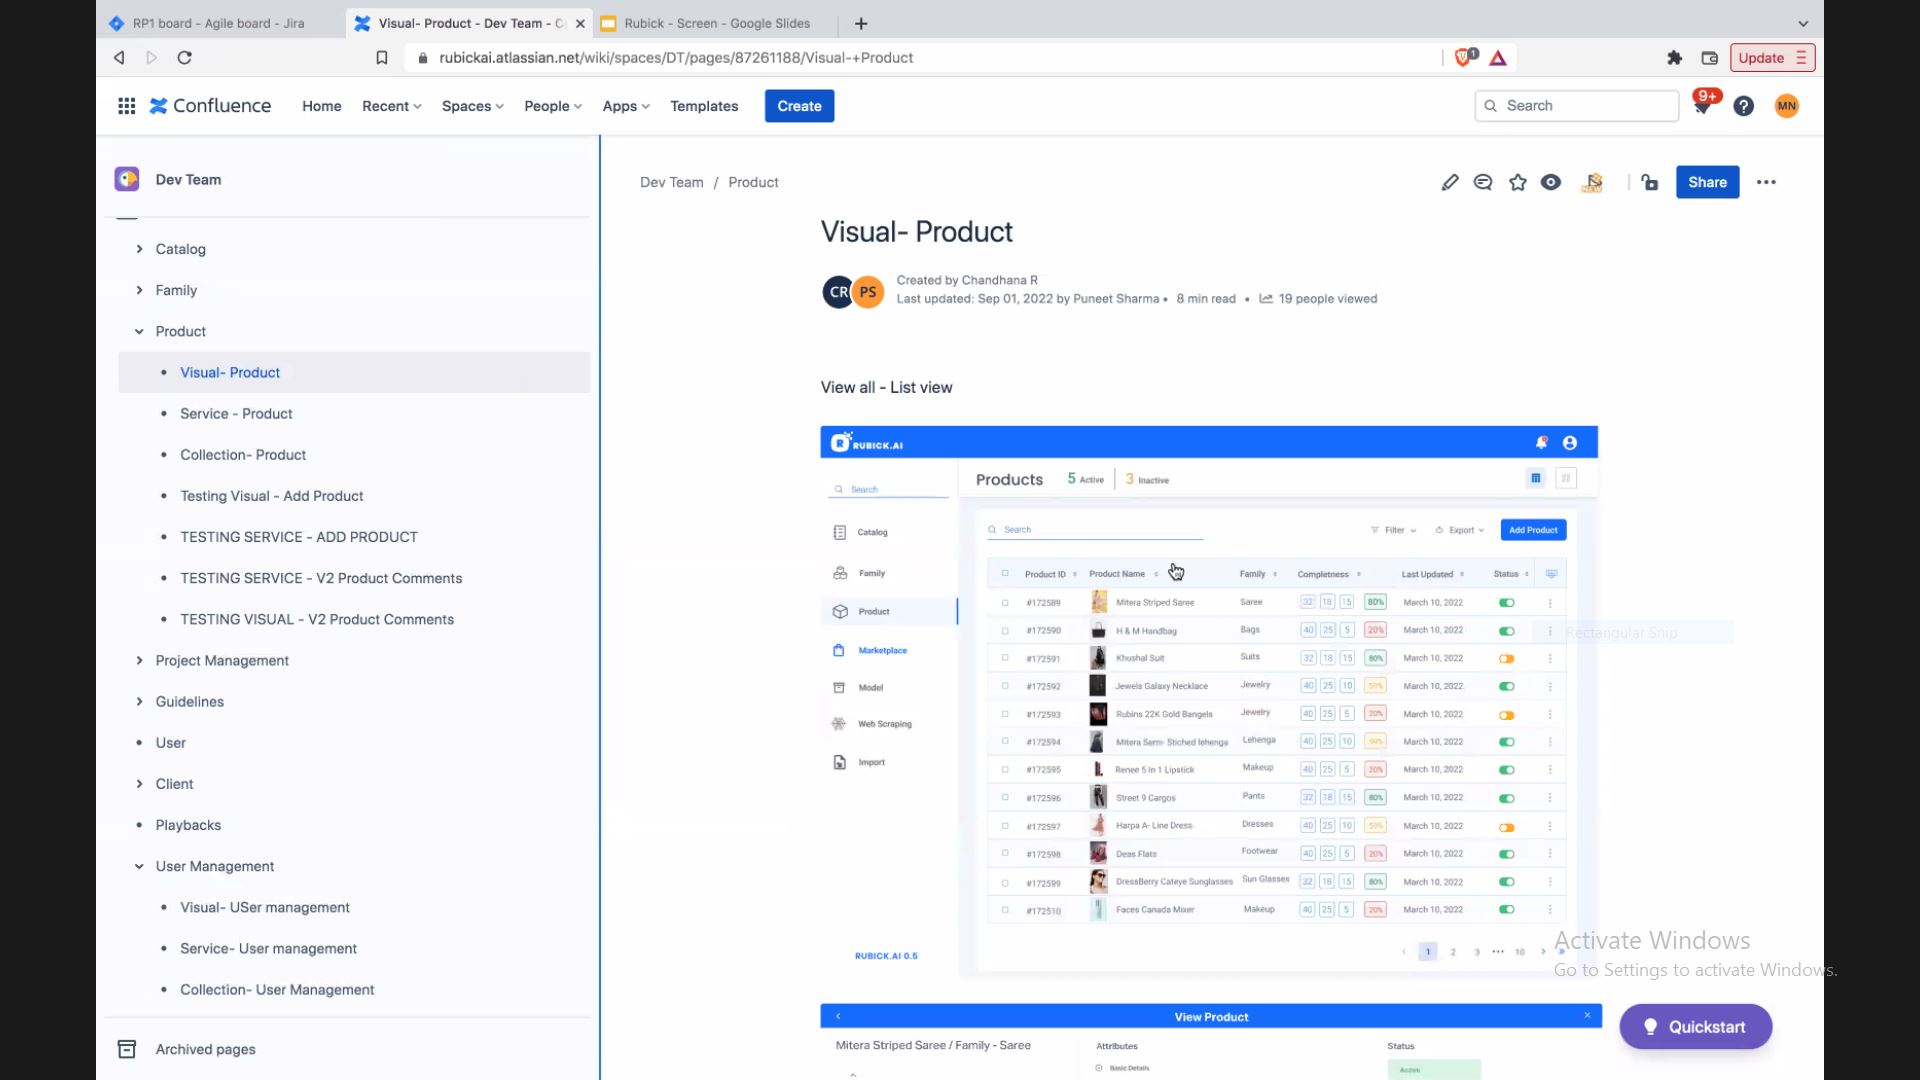 RP1 board - Agile board - Jira
Visual- Product - Dev Team - C
Rubick - Screen - Google Slides
rubickai.atlassian.net/wiki/spaces/DT/pages/87261188/Visual-+Product
1
Update
Confluence
Home
Recent
Spaces
People
Apps
Templates
Create
Search
9+
MN
Dev Team
Catalog
Family
Product
Visual- Product
Service - Product
Collection- Product
Testing Visual - Add Product
TESTING SERVICE - ADD PRODUCT
TESTING SERVICE - V2 Product Comments
TESTING VISUAL - V2 Product Comments
Project Management
Guidelines
User
Client
Playbacks
User Management
Visual- USer management
Service- User management
Collection- User Management
Archived pages
Dev Team / Product
NEW
Share
Visual- Product
CR PS
Created by Chandhana R
Last updated: Sep 01, 2022 by Puneet Sharma • 8 min read • 19 people viewed
View all - List view
RUBICK.AI
Search
Catalog
Family
Product
Marketplace
Model
Web Scraping
Import
RUBICK.AI 0.5
Products 5 Active 3 Inactive
Search Filter Export Add Product
Product ID Product Name Family Completness Last Updated Status
#172589 Mitera Striped Saree Saree 32 18 15 80% March 10, 2022
#172590 H & M Handbag Bags 40 25 5 20% March 10, 2022
#172591 Khushal Suit Suits 32 18 15 80% March 10, 2022
#172592 Jewels Galaxy Necklace Jewelry 40 25 10 59% March 10, 2022
#172593 Rubins 22K Gold Bangels Jewelry 40 25 5 20% March 10, 2022
#172594 Mitera Semi- Stiched lehenga Lehenga 40 25 10 59% March 10, 2022
#172595 Renee 5 In 1 Lipstick Makeup 40 25 5 20% March 10, 2022
#172596 Street 9 Cargos Pants 32 18 15 80% March 10, 2022
#172597 Harpa A- Line Dress Dresses 40 25 10 59% March 10, 2022
#172598 Deas Flats Footwear 40 25 5 20% March 10, 2022
#172599 DressBerry Cateye Sunglasses Sun Glasses 32 18 15 80% March 10, 2022
#172510 Faces Canada Mixer Makeup 40 25 5 20% March 10, 2022
1 2 3 ••• 10
Rectangular Snip
Activate Windows
Go to Settings to activate Windows.
View Product
Mitera Striped Saree / Family - Saree
Attributes
Status
Basic Details
Active
Quickstart